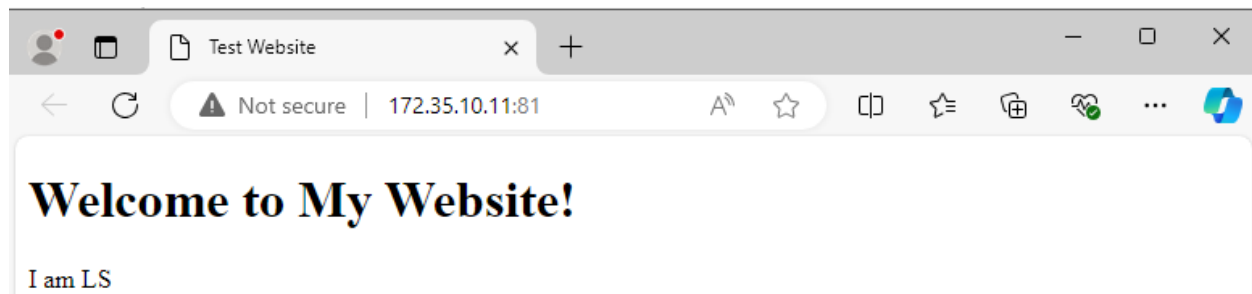 Test Website
Not secure | 172.35.10.11:81
Welcome to My Website!
I am LS